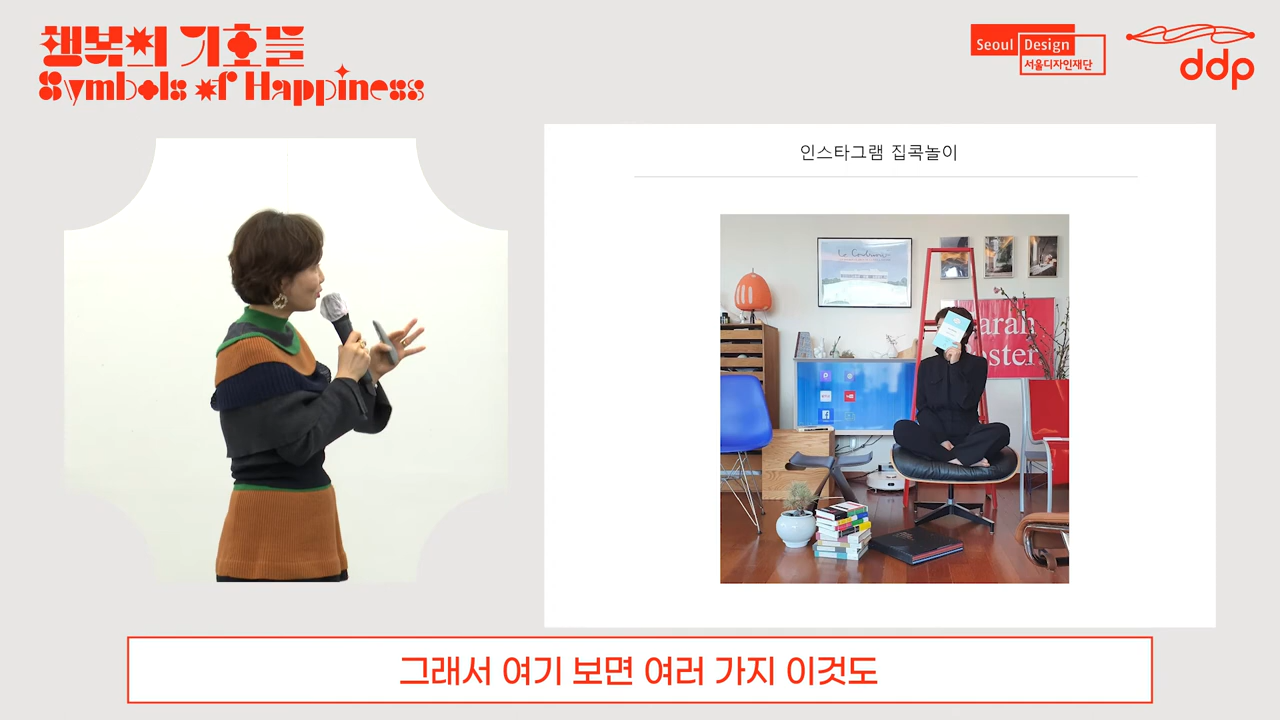 행복의 기호들
Symbols of Happiness
Seoul Design
서울디자인재단
ddp
인스타그램 집콕놀이
그래서 여기 보면 여러 가지 이것도